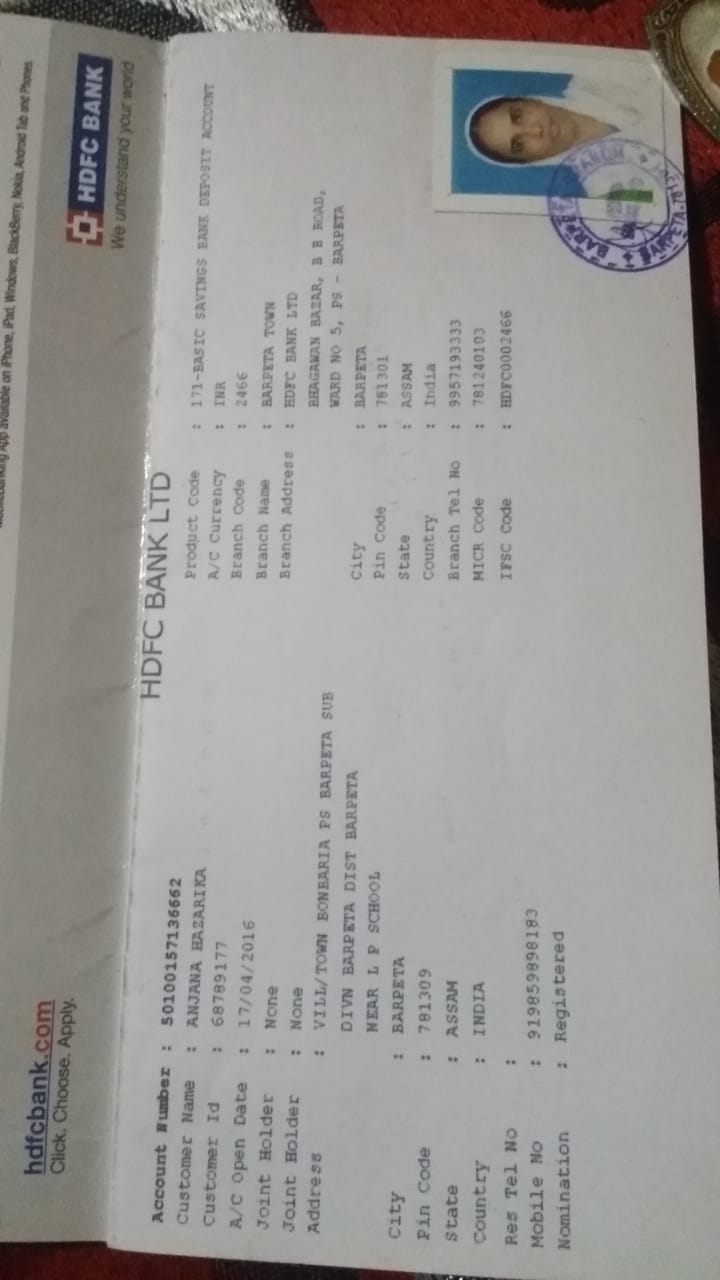 MobileBanking App available on iPhone, iPad, Windows, BlackBerry, Nokia, Android Tab and Phones
hdfcbank.com
Click. Choose. Apply.
HDFC BANK
We understand your world
HDFC BANK LTD
Account Number : 50100157136662
Customer Name : ANJANA HAZARIKA
Customer Id : 68789177
A/C Open Date : 17/04/2016
Joint Holder : None
Joint Holder : None
Address : VILL/TOWN BONBARIA PS BARPETA SUB
DIVN BARPETA DIST BARPETA
NEAR L P SCHOOL
City : BARPETA
Pin Code : 781309
State : ASSAM
Country : INDIA
Res Tel No :
Mobile No : 919859898183
Nomination : Registered
Product Code : 171-BASIC SAVINGS BANK DEPOSIT ACCOUNT
A/C Currency : INR
Branch Code : 2466
Branch Name : BARPETA TOWN
Branch Address : HDFC BANK LTD
BHAGAWAN BAZAR, B B ROAD,
WARD NO 5, PS - BARPETA
City : BARPETA
Pin Code : 781301
State : ASSAM
Country : India
Branch Tel No : 9957193333
MICR Code : 781240103
IFSC Code : HDFC0002466